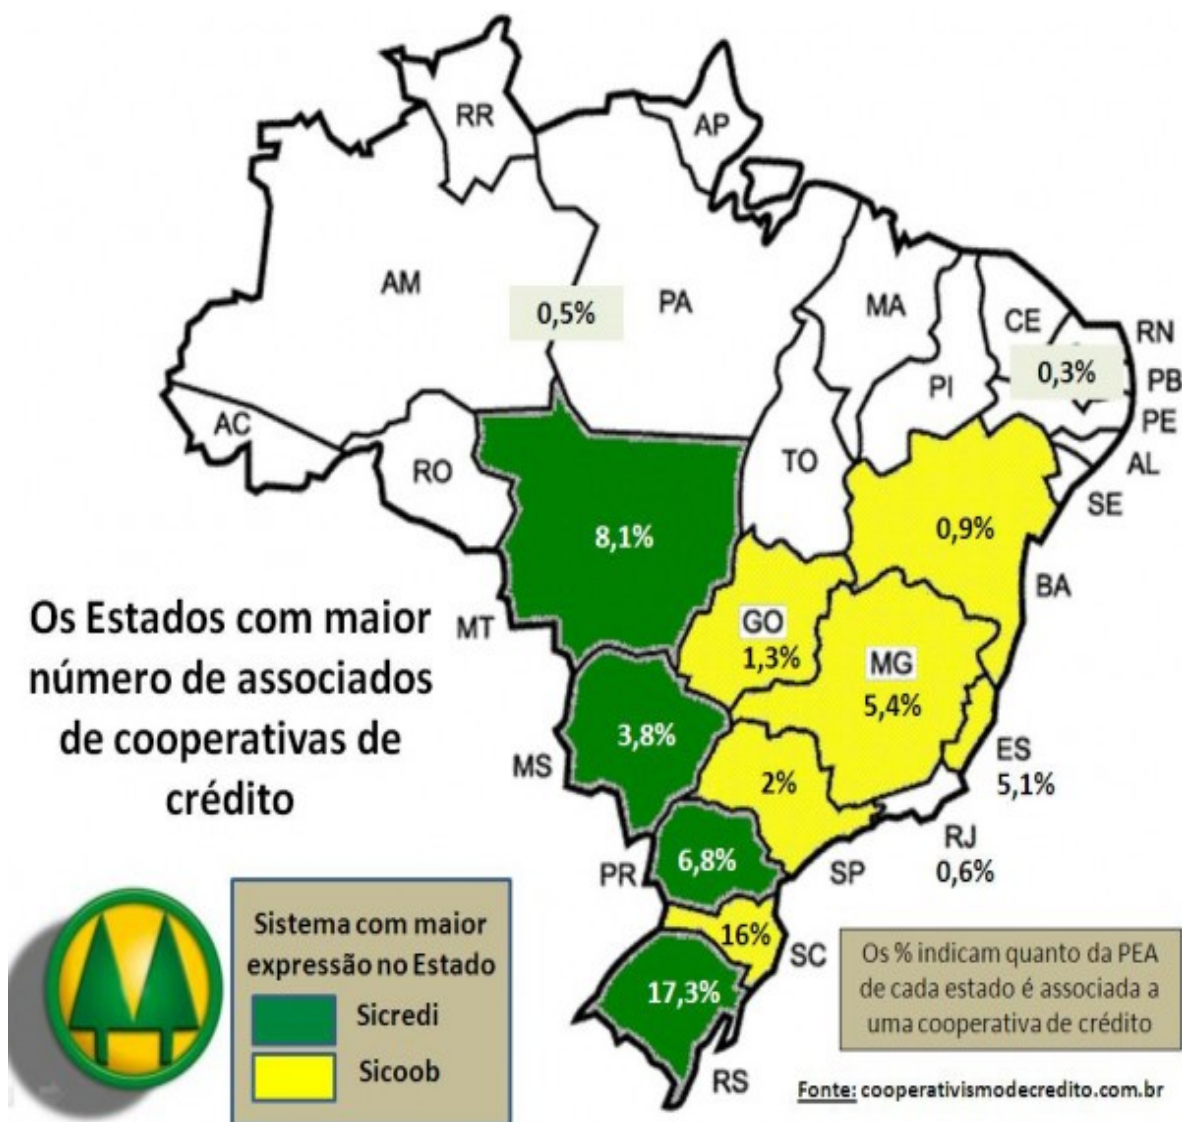 RR
AP
AM
PA
MA
CE
RN
0,5%
0,3%
PI
PB
PE
AC
RO
TO
AL
SE
8,1%
0,9%
BA
MT
GO
1,3%
MG
5,4%
Os Estados com maior
número de associados
de cooperativas de
crédito
MS
3,8%
2%
ES
5,1%
RJ
0,6%
PR
6,8%
SP
16%
SC
17,3%
RS
Sistema com maior
expressão no Estado
Sicredi
Sicoob
Os % indicam quanto da PEA
de cada estado é associada a
uma cooperativa de crédito
Fonte: cooperativismodecredito.com.br